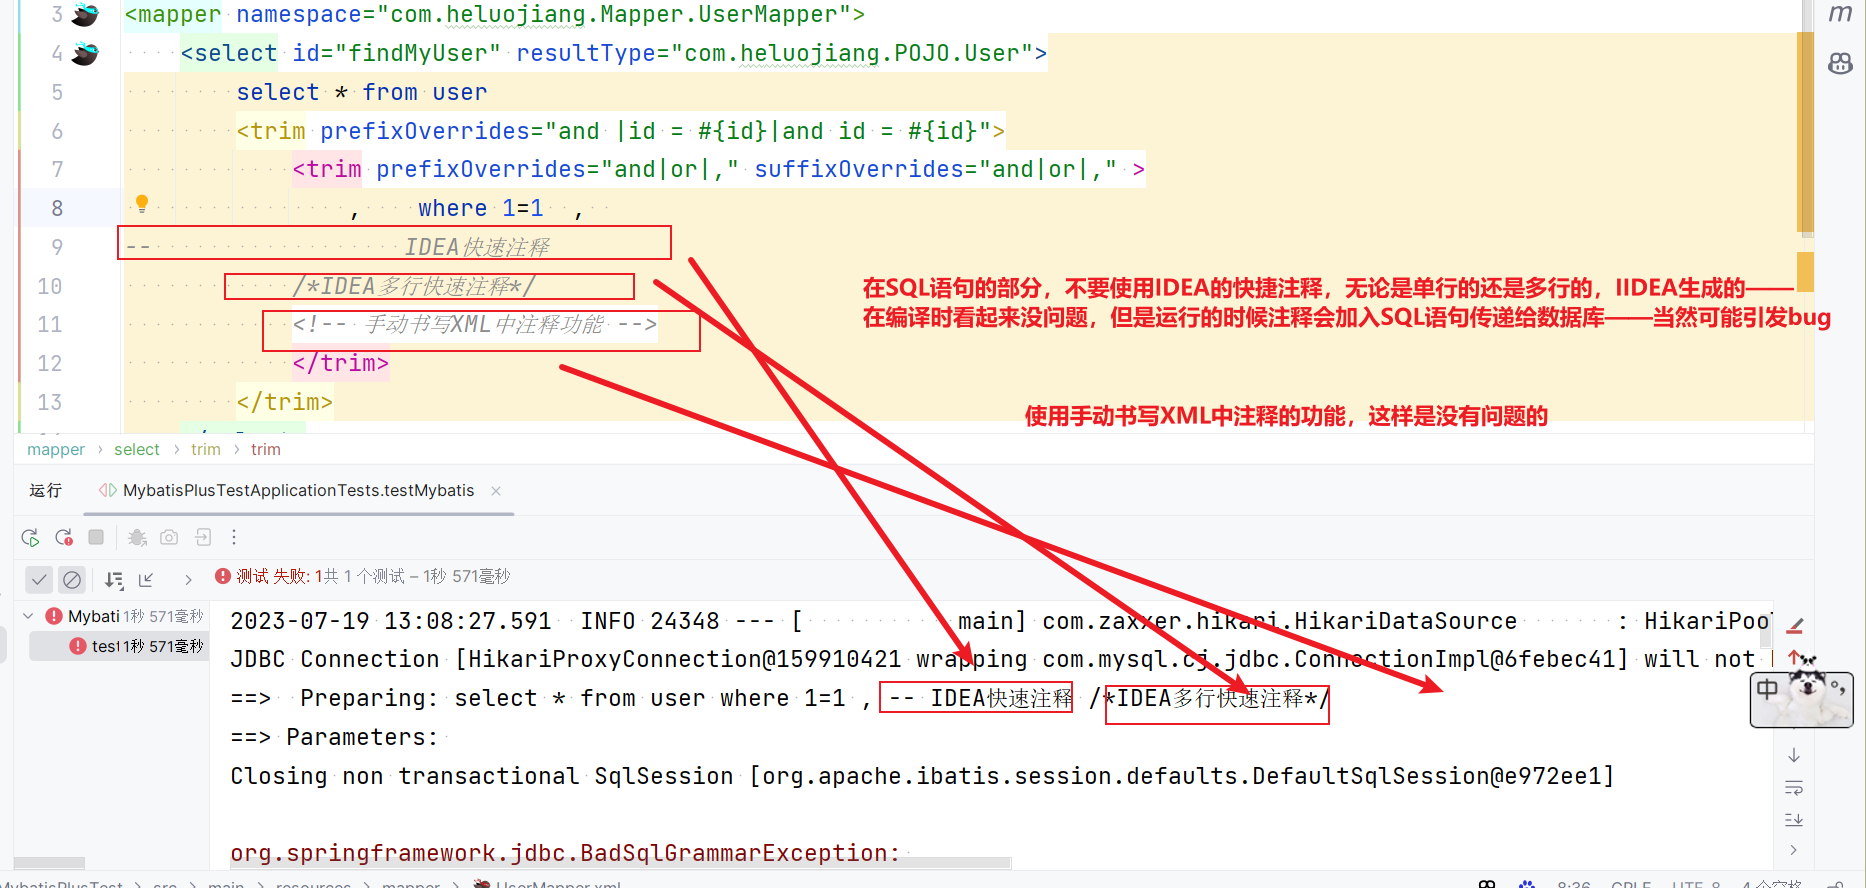 3 <mapper namespace="com.heluojiang.Mapper.UserMapper">
4 <select id="findMyUser" resultType="com.heluojiang.POJO.User">
5 select * from user
6 <trim prefixOverrides="and |id = #{id}|and id = #{id}">
7 <trim prefixOverrides="and|or|," suffixOverrides="and|or|," >
8 , where 1=1 ,
9 -- IDEA快速注释
10 /*IDEA多行快速注释*/
11 <!-- 手动书写XML中注释功能 -->
12 </trim>
13 </trim>
在SQL语句的部分，不要使用IDEA的快捷注释，无论是单行的还是多行的，IIDEA生成的——
在编译时看起来没问题，但是运行的时候注释会加入SQL语句传递给数据库——当然可能引发bug
使用手动书写XML中注释的功能，这样是没有问题的
mapper > select > trim > trim
运行 MybatisPlusTestApplicationTests.testMybatis ×
测试 失败: 1共 1 个测试 – 1秒 571毫秒
Mybati 1秒 571毫秒
test 1秒 571毫秒
2023-07-19 13:08:27.591 INFO 24348 --- [ main] com.zaxxer.hikari.HikariDataSource : HikariPoo
JDBC Connection [HikariProxyConnection@159910421 wrapping com.mysql.cj.jdbc.ConnectionImpl@6febec41] will not
==> Preparing: select * from user where 1=1 , -- IDEA快速注释 /*IDEA多行快速注释*/
==> Parameters:
Closing non transactional SqlSession [org.apache.ibatis.session.defaults.DefaultSqlSession@e972ee1]
org.springframework.jdbc.BadSqlGrammarException:
中
MybatisPlusTest > src > main > resources > mapper > UserMapper.xml
8:36 CRLF UTF-8 4 个空格